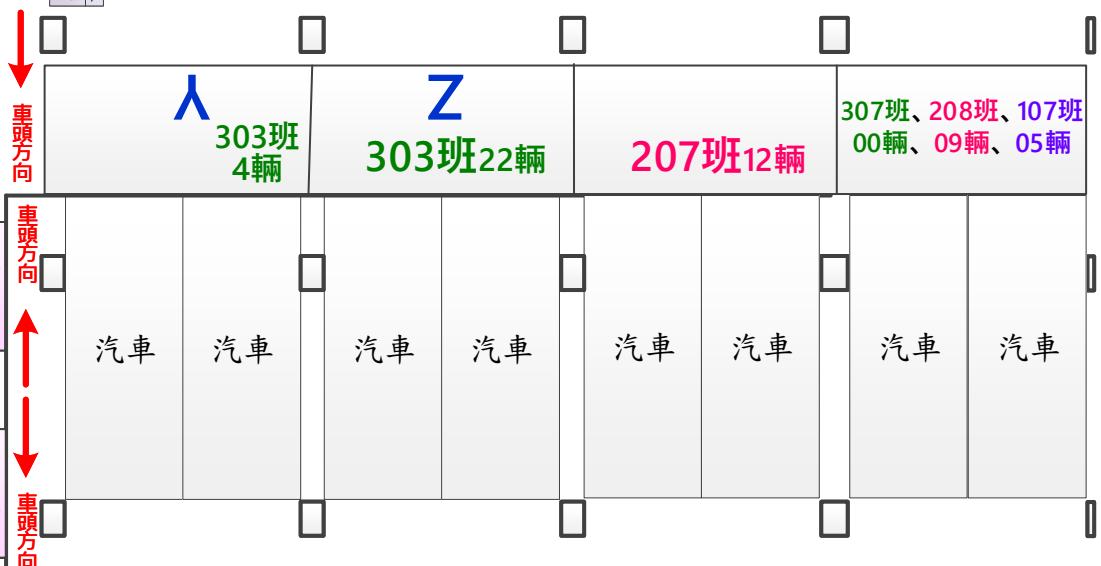 車頭方向
Y
303班
4輛
Z
303班22輛
207班12輛
307班、208班、107班
00輛、09輛、05輛
車頭方向
汽車
汽車
汽車
汽車
汽車
汽車
汽車
汽車
車頭方向